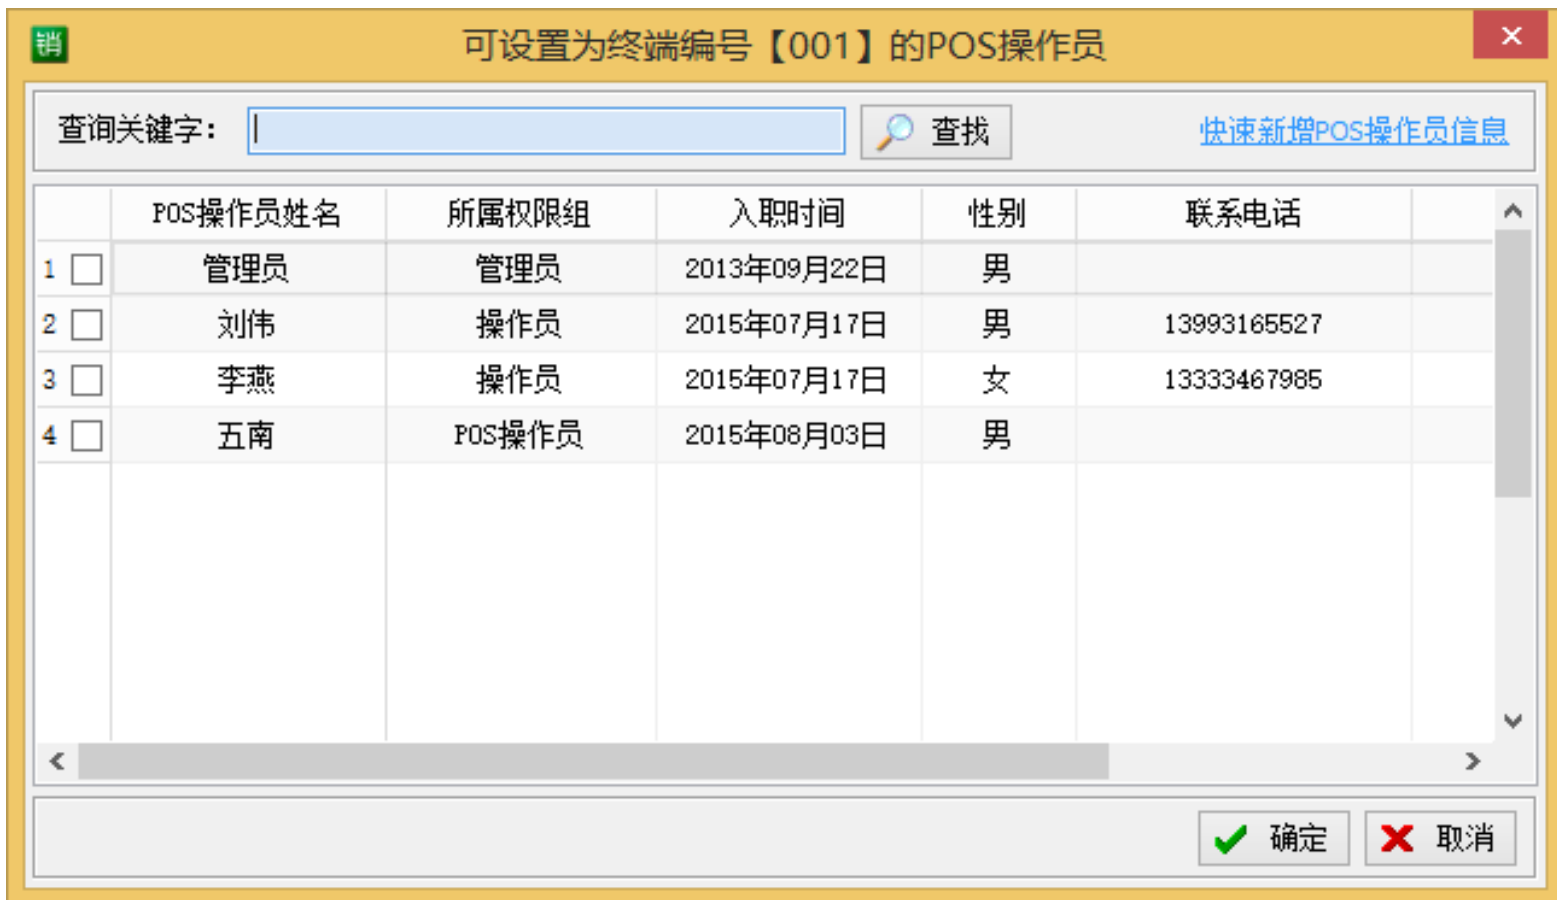 销 可设置为终端编号【001】的POS操作员
查询关键字： 查找 快速新增POS操作员信息
POS操作员姓名 所属权限组 入职时间 性别 联系电话
1 管理员 管理员 2013年09月22日 男
2 刘伟 操作员 2015年07月17日 男 13993165527
3 李燕 操作员 2015年07月17日 女 13333467985
4 五南 POS操作员 2015年08月03日 男
确定 取消